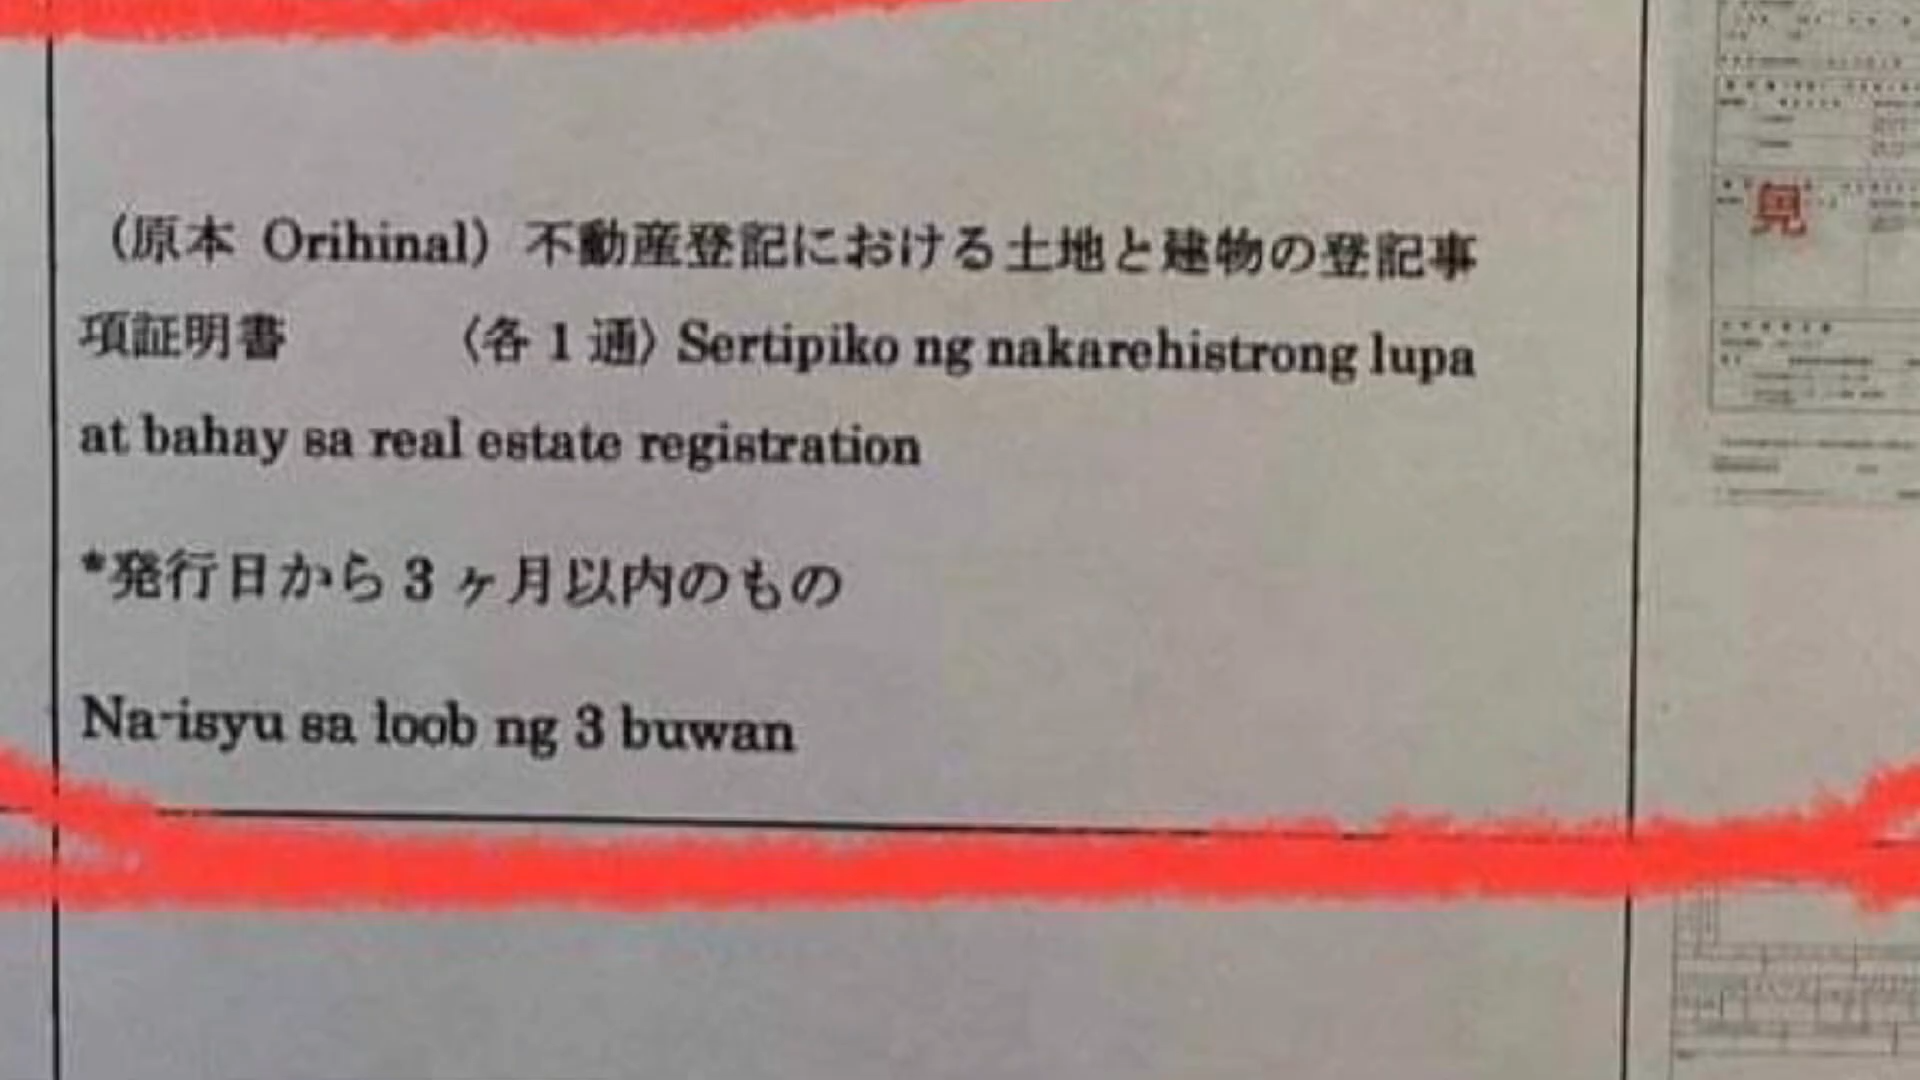 （原本 Orihinal）不動産登記における土地と建物の登記事
項証明書 〈各1通〉Sertipiko ng nakarehistrong lupa
at bahay sa real estate registration
*発行日から3ヶ月以内のもの
Na-isyu sa loob ng 3 buwan
見